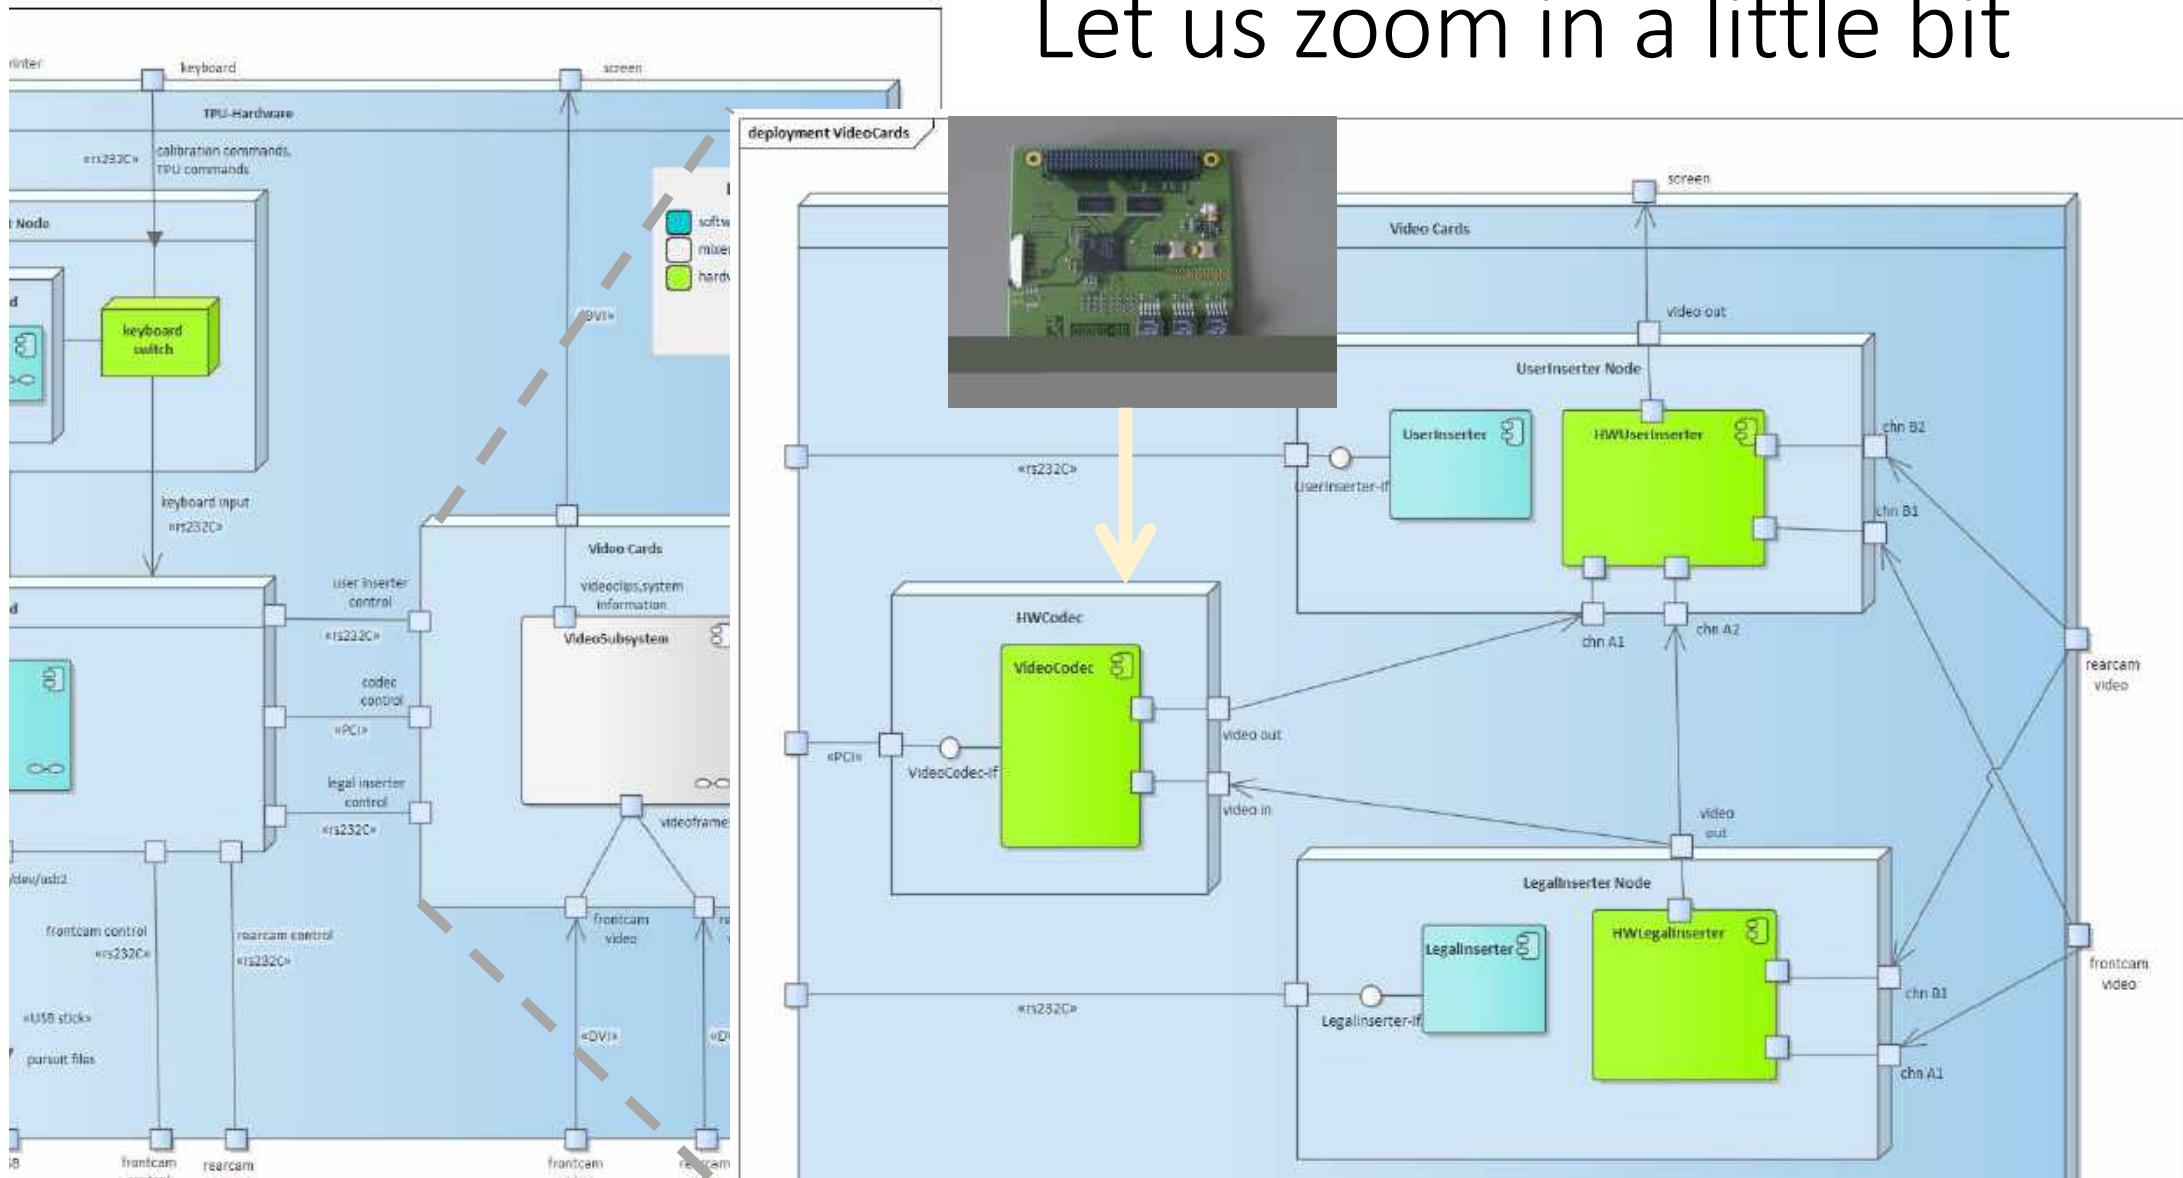 Let us zoom in a little bit
keyboard
screen
TPU-Hardware
«rs232C»
calibration commands,
TPU commands
Node
keyboard
switch
«DVI»
keyboard input
«rs232C»
Video Cards
user inserter
control
«rs232C»
videoclips,system
information
VideoSubsystem
codec
control
«PCI»
legal inserter
control
«rs232C»
/dev/usb2
frontcam
video
frontcam control
«rs232C»
rearcam control
«rs232C»
«USB stick»
pursuit files
«DVI»
frontcam
rearcam
frontcam
deployment VideoCards
screen
Video Cards
video out
UserInserter Node
UserInserter
HWUserInserter
chn B2
«rs232C»
UserInserter-If
chn B1
HWCodec
chn A1
chn A2
VideoCodec
rearcam
video
video out
«PCI»
VideoCodec-If
video in
video
out
LegalInserter Node
LegalInserter
HWLegalInserter
frontcam
video
chn B1
«rs232C»
LegalInserter-If
chn A1